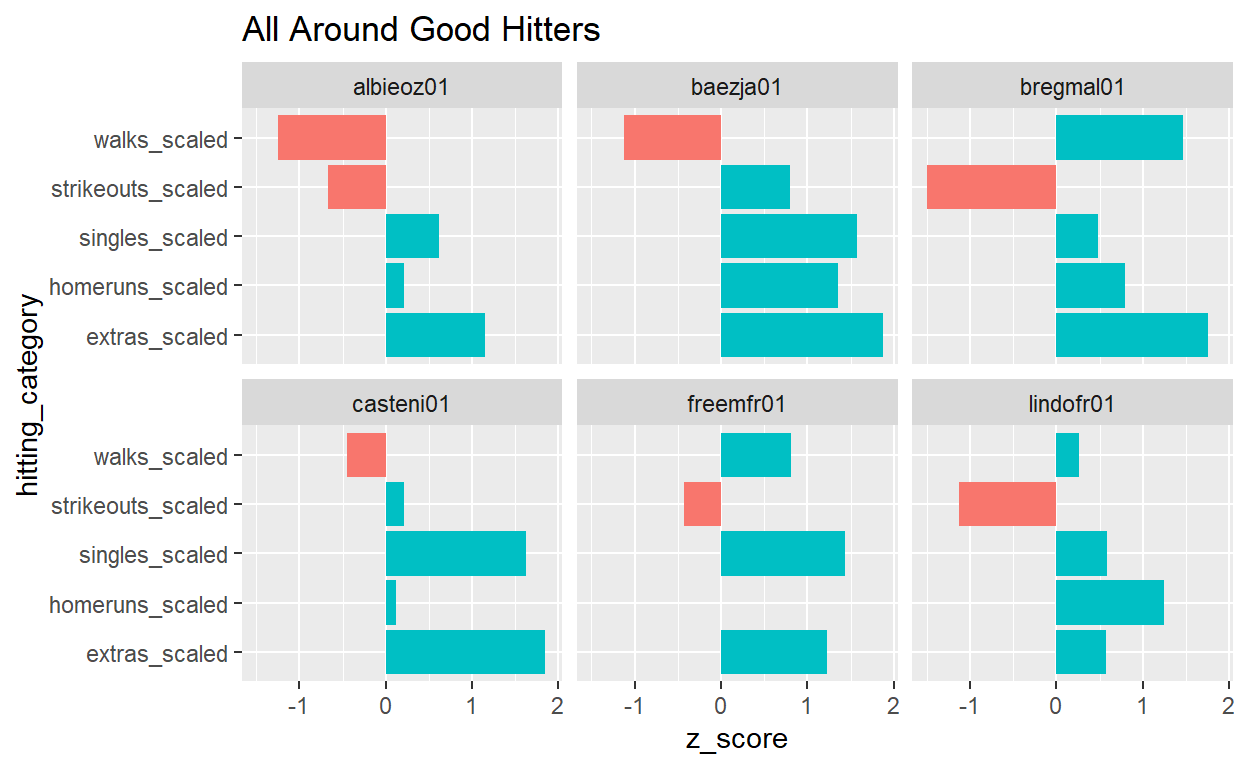 All Around Good Hitters
albieoz01 baezja01 bregmal01
walks_scaled
strikeouts_scaled
singles_scaled
homeruns_scaled
extras_scaled
casteni01 freemfr01 lindofr01
walks_scaled
strikeouts_scaled
singles_scaled
homeruns_scaled
extras_scaled
hitting_category
-1 0 1 2 -1 0 1 2 -1 0 1 2
z_score